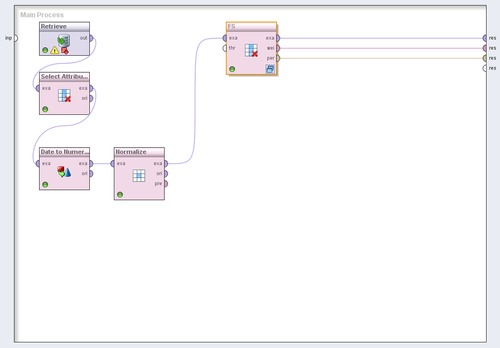 Main Process
Retrieve
FS
inp
out
exa
exa
res
thr
res
per
res
res
Select Attribu...
exa
exa
ori
Date to Numer...
Normalize
exa
exa
exa
exa
ori
ori
pre